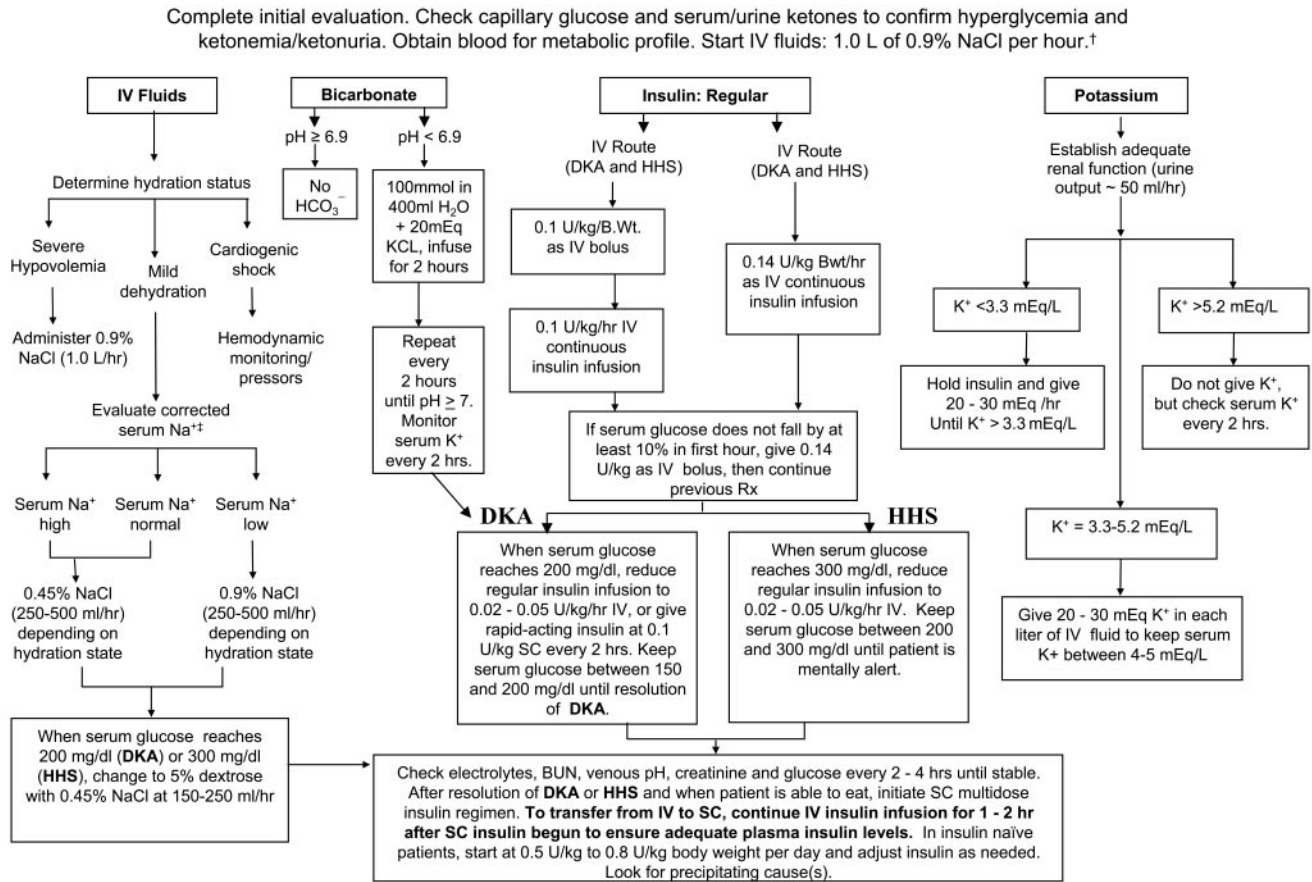 Complete initial evaluation. Check capillary glucose and serum/urine ketones to confirm hyperglycemia and
ketonemia/ketonuria. Obtain blood for metabolic profile. Start IV fluids: 1.0 L of 0.9% NaCl per hour.†
IV Fluids
Determine hydration status
Severe
Hypovolemia
Mild
dehydration
Cardiogenic
shock
Administer 0.9%
NaCl (1.0 L/hr)
Hemodynamic
monitoring/
pressors
Evaluate corrected
serum Na⁺‡
Serum Na⁺
high
Serum Na⁺
normal
Serum Na⁺
low
0.45% NaCl
(250-500 ml/hr)
depending on
hydration state
0.9% NaCl
(250-500 ml/hr)
depending on
hydration state
When serum glucose reaches
200 mg/dl (DKA) or 300 mg/dl
(HHS), change to 5% dextrose
with 0.45% NaCl at 150-250 ml/hr
Bicarbonate
pH ≥ 6.9
pH < 6.9
No
HCO₃⁻
100mmol in
400ml H₂O
+ 20mEq
KCL, infuse
for 2 hours
Repeat
every
2 hours
until pH ≥ 7.
Monitor
serum K⁺
every 2 hrs.
Insulin: Regular
IV Route
(DKA and HHS)
IV Route
(DKA and HHS)
0.1 U/kg/B.Wt.
as IV bolus
0.14 U/kg Bwt/hr
as IV continuous
insulin infusion
0.1 U/kg/hr IV
continuous
insulin infusion
If serum glucose does not fall by at
least 10% in first hour, give 0.14
U/kg as IV bolus, then continue
previous Rx
DKA
HHS
When serum glucose
reaches 200 mg/dl, reduce
regular insulin infusion to
0.02 - 0.05 U/kg/hr IV, or give
rapid-acting insulin at 0.1
U/kg SC every 2 hrs. Keep
serum glucose between 150
and 200 mg/dl until resolution
of DKA.
When serum glucose
reaches 300 mg/dl, reduce
regular insulin infusion to
0.02 - 0.05 U/kg/hr IV. Keep
serum glucose between 200
and 300 mg/dl until patient is
mentally alert.
Potassium
Establish adequate
renal function (urine
output ~ 50 ml/hr)
K⁺ <3.3 mEq/L
K⁺ >5.2 mEq/L
Hold insulin and give
20 - 30 mEq /hr
Until K⁺ > 3.3 mEq/L
Do not give K⁺,
but check serum K⁺
every 2 hrs.
K⁺ = 3.3-5.2 mEq/L
Give 20 - 30 mEq K⁺ in each
liter of IV fluid to keep serum
K+ between 4-5 mEq/L
Check electrolytes, BUN, venous pH, creatinine and glucose every 2 - 4 hrs until stable.
After resolution of DKA or HHS and when patient is able to eat, initiate SC multidose
insulin regimen. To transfer from IV to SC, continue IV insulin infusion for 1 - 2 hr
after SC insulin begun to ensure adequate plasma insulin levels. In insulin naïve
patients, start at 0.5 U/kg to 0.8 U/kg body weight per day and adjust insulin as needed.
Look for precipitating cause(s).